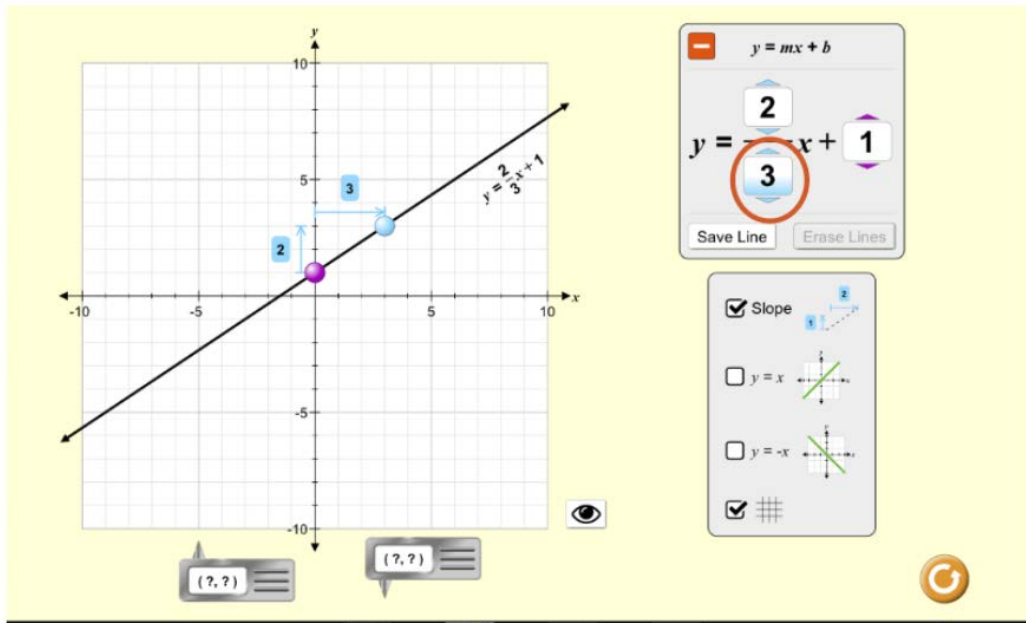 y
10
5
-5
-10
-10
-5
5
10
x
3
2
y = 2/3 x + 1
(?, ?)
(?, ?)
y = mx + b
y = 2/3 x + 1
Save Line
Erase Lines
Slope
2
1
y = x
y = -x